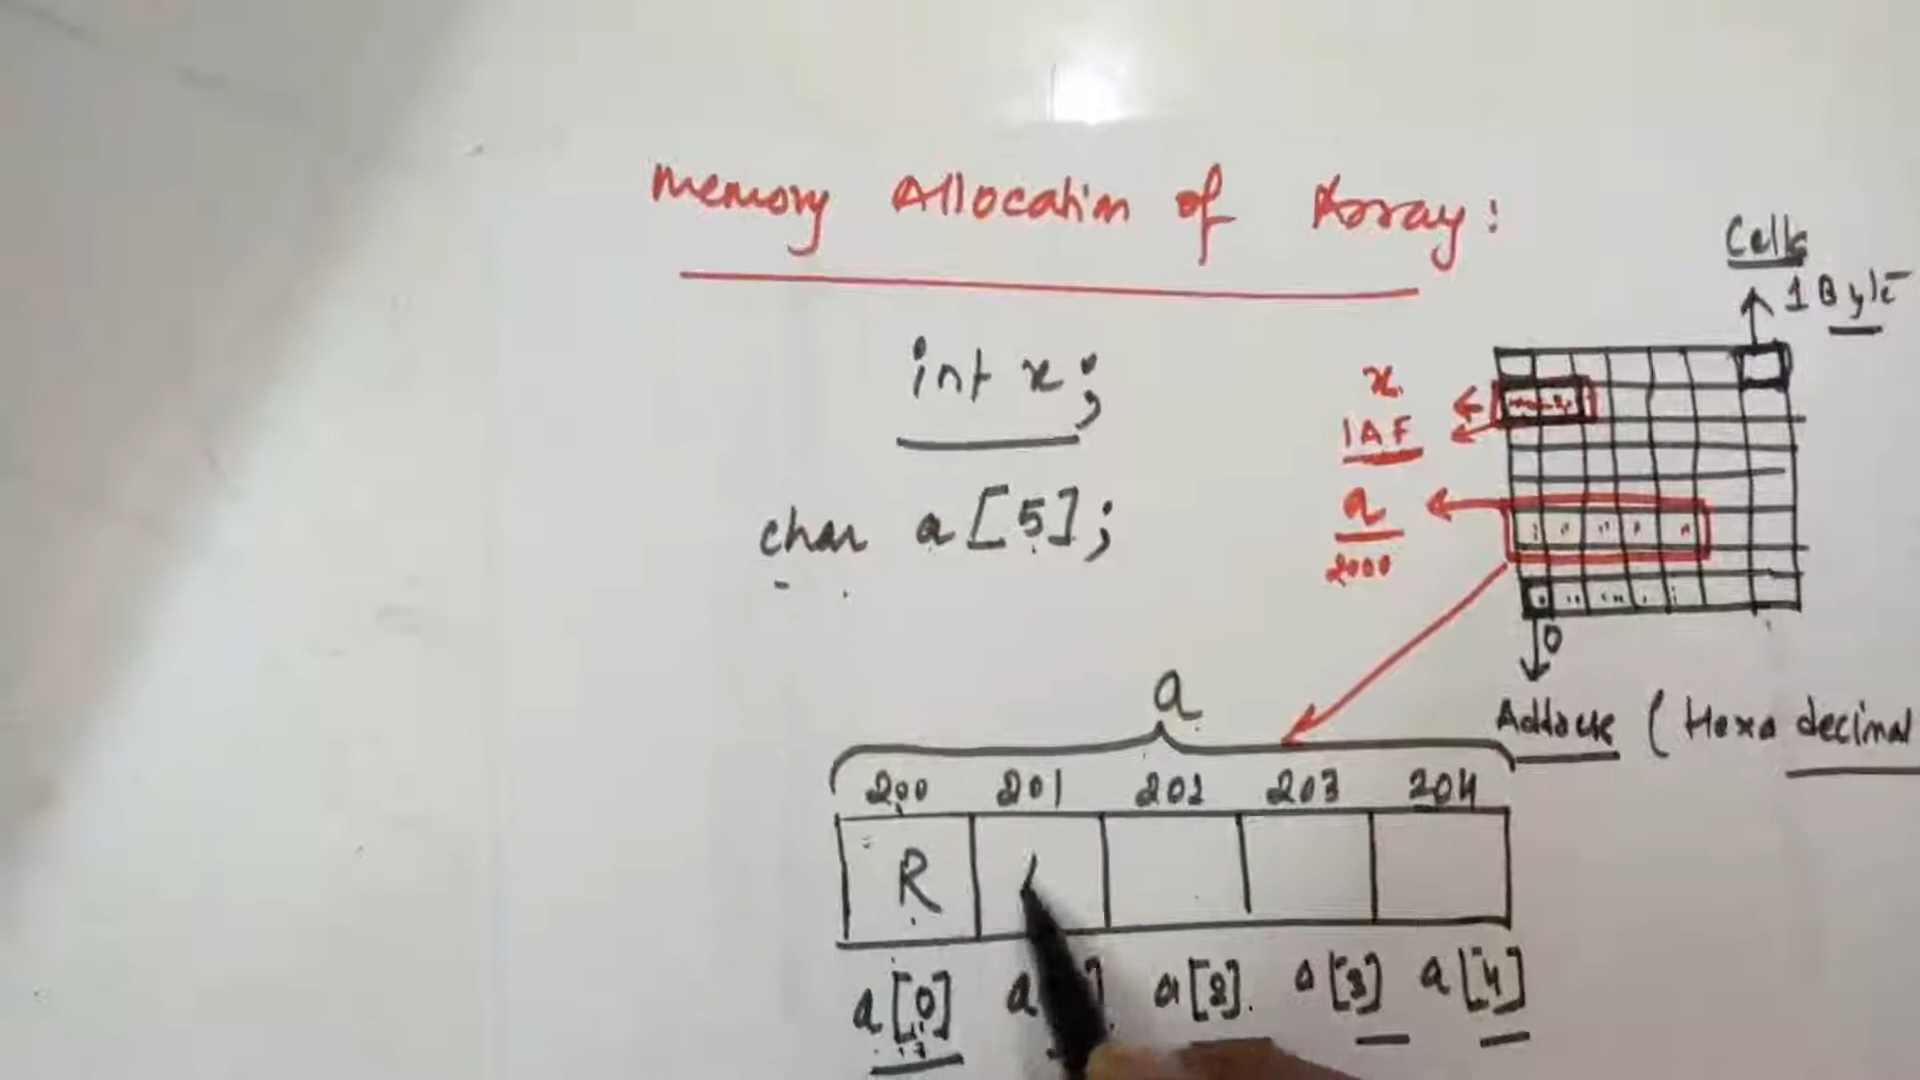 Memory Allocation of Array:
Cells
1 Byte
int x;
x
1AF
char a[5];
a
2000
0
Address (Hexa decimal
a
200 201 202 203 204
R
a[0] a ] a[2]. a[3] a[4]